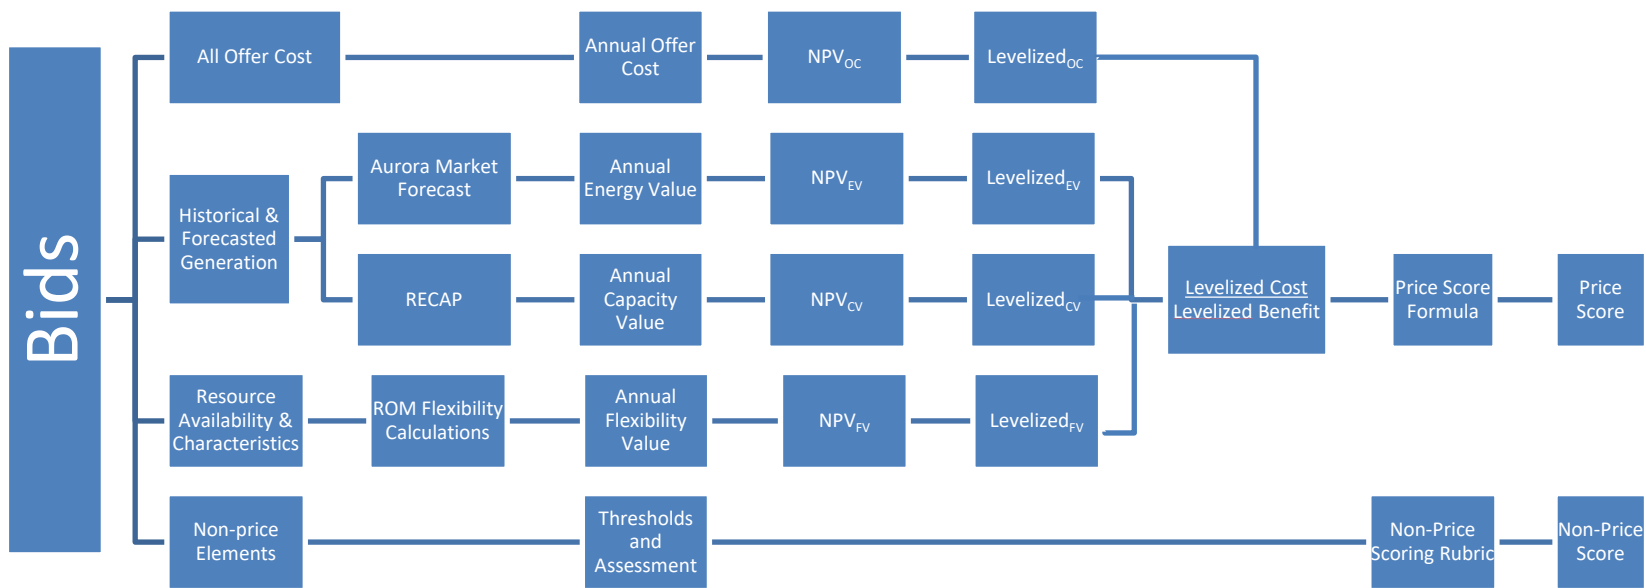 Bids
All Offer Cost
Annual Offer
Cost
NPVOC
LevelizedOC
Historical &
Forecasted
Generation
Aurora Market
Forecast
Annual
Energy Value
NPVEV
LevelizedEV
RECAP
Annual
Capacity
Value
NPVCV
LevelizedCV
Levelized Cost
Levelized Benefit
Price Score
Formula
Price
Score
Resource
Availability &
Characteristics
ROM Flexibility
Calculations
Annual
Flexibility
Value
NPVFV
LevelizedFV
Non-price
Elements
Thresholds
and
Assessment
Non-Price
Scoring Rubric
Non-Price
Score